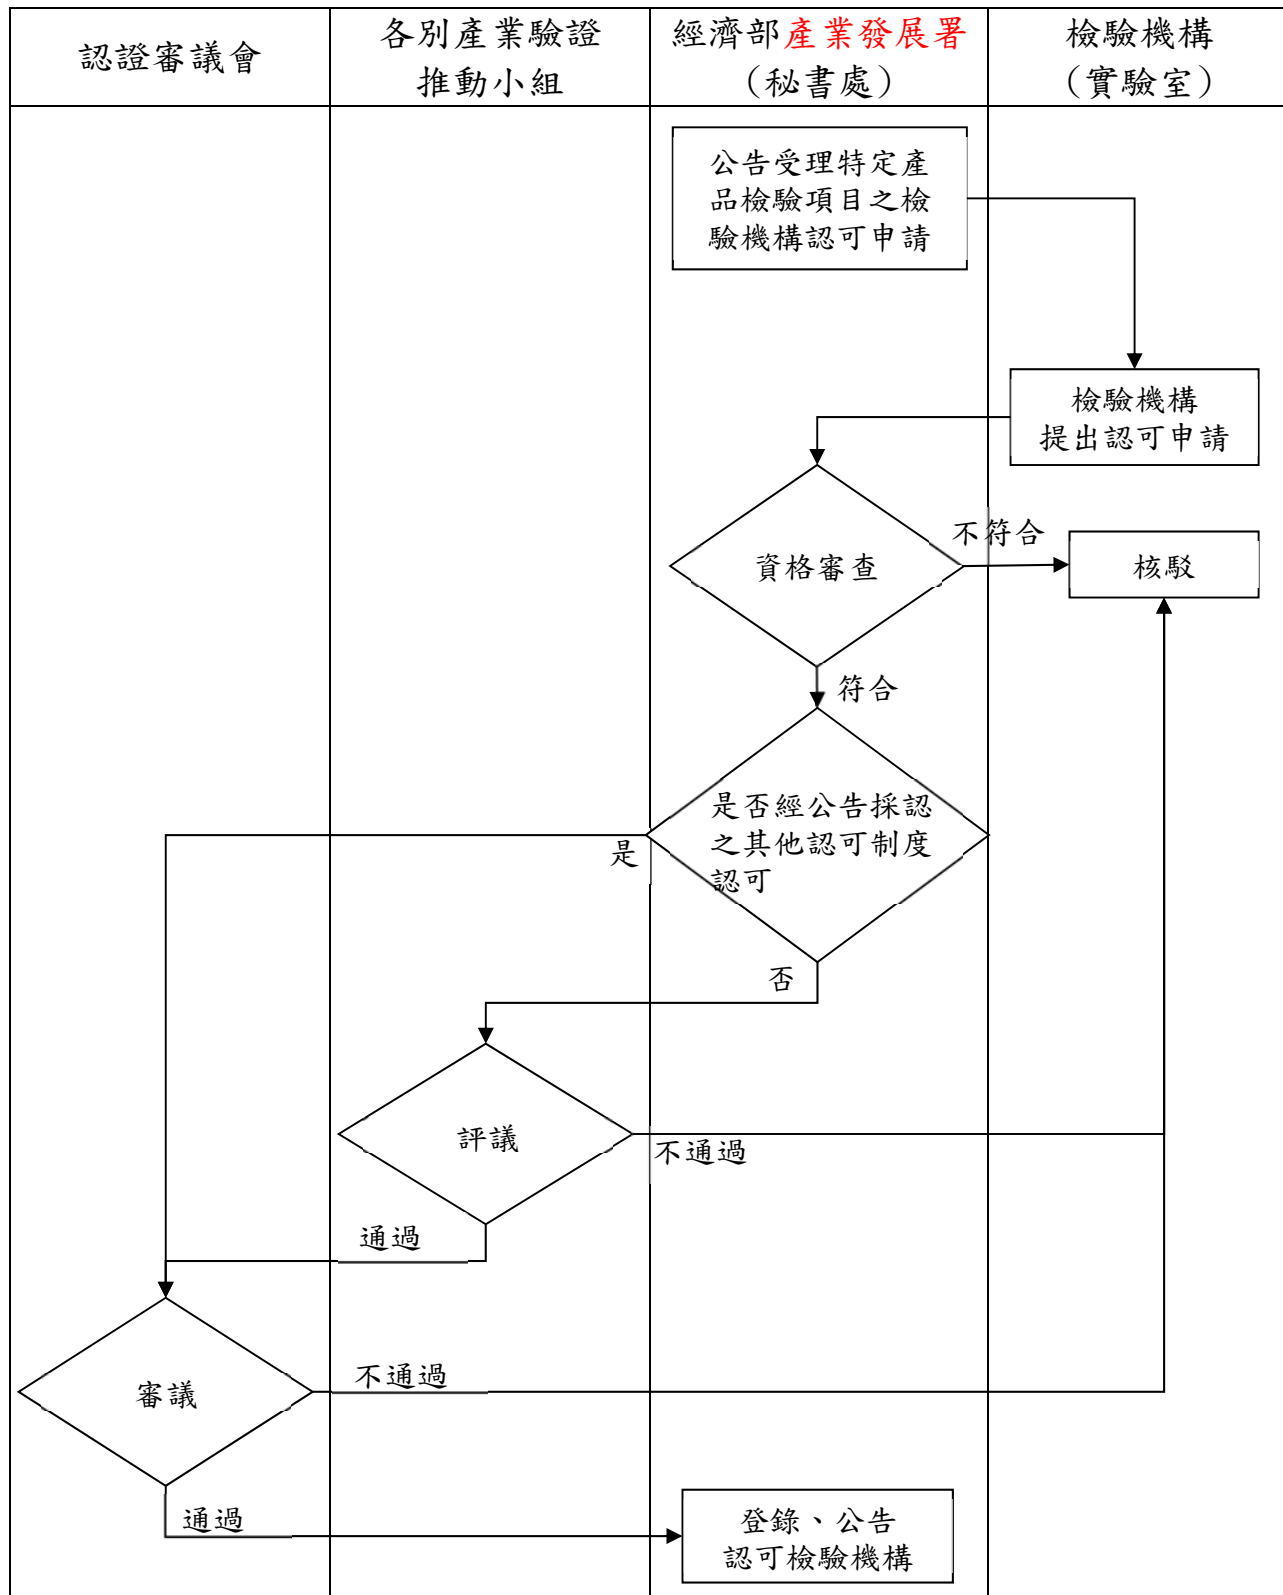 認證審議會
各別產業驗證
推動小組
經濟部產業發展署
（秘書處）
檢驗機構
（實驗室）
公告受理特定產
品檢驗項目之檢
驗機構認可申請
檢驗機構
提出認可申請
資格審查
不符合
核駁
符合
是否經公告採認
之其他認可制度
認可
是
否
評議
不通過
通過
審議
不通過
通過
登錄、公告
認可檢驗機構